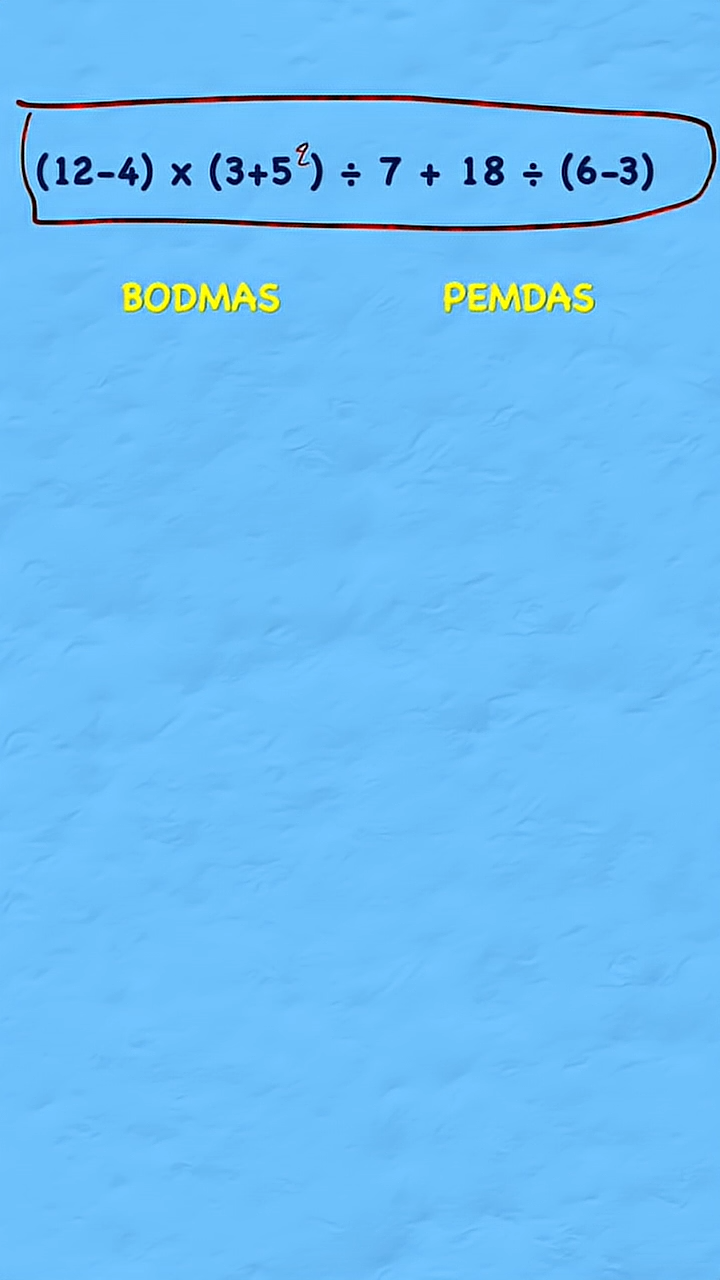 (12-4) x (3+5²) ÷ 7 + 18 ÷ (6-3)
BODMAS PEMDAS